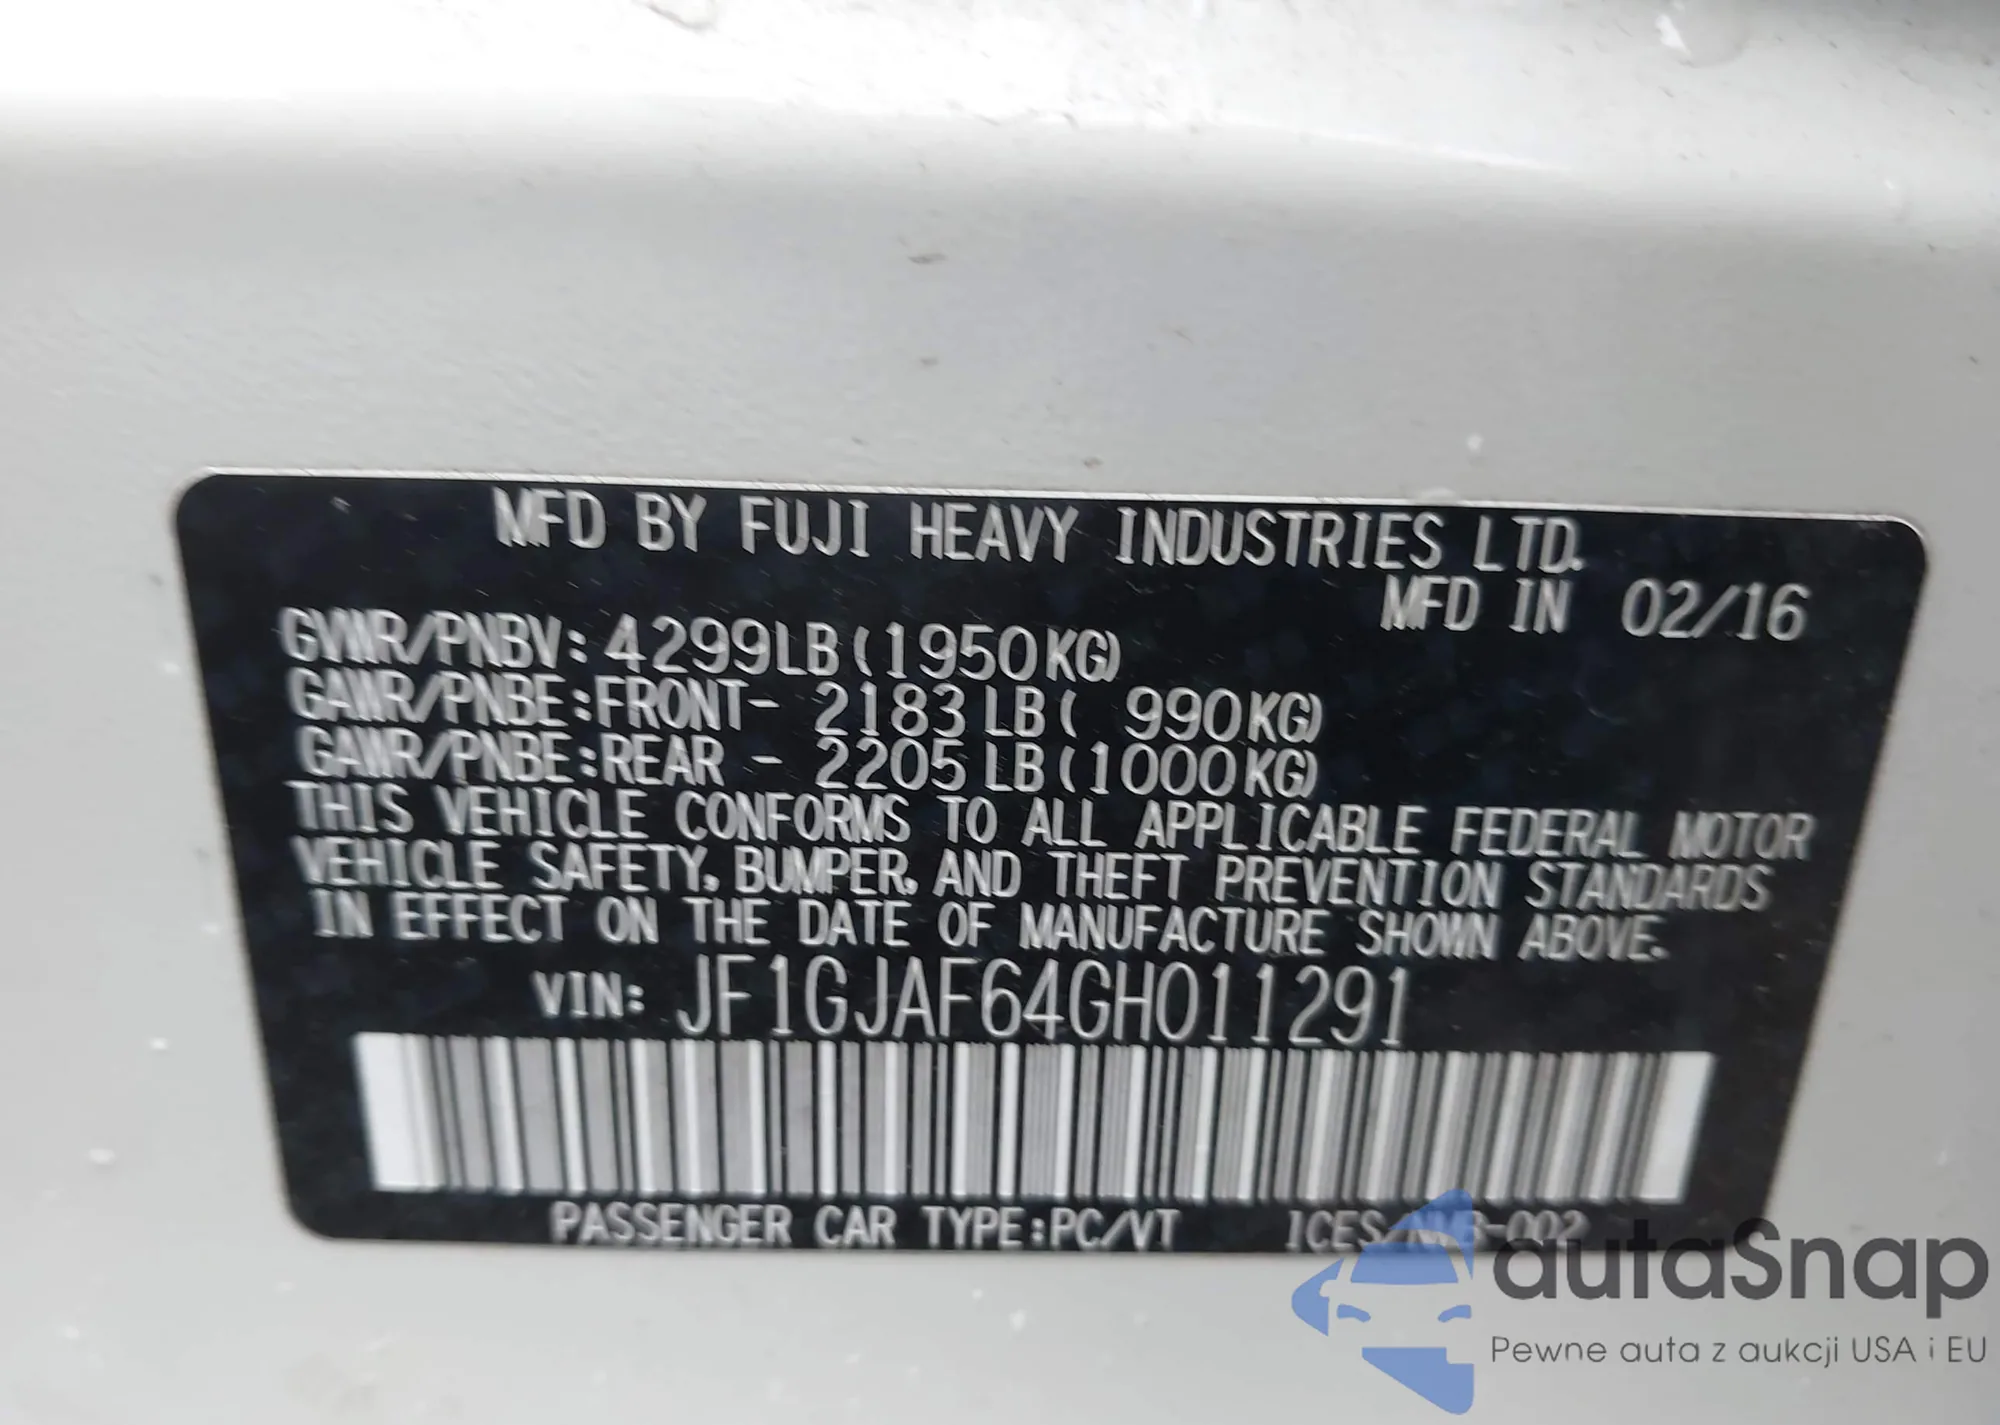 MFD BY FUJI HEAVY INDUSTRIES LTD.
MFD IN 02/16
GVWR/PNBV: 4299LB (1950KG)
GAWR/PNBE:FRONT- 2183LB( 990KG)
GAWR/PNBE:REAR - 2205LB(1000KG)
THIS VEHICLE CONFORMS TO ALL APPLICABLE FEDERAL MOTOR
VEHICLE SAFETY, BUMPER, AND THEFT PREVENTION STANDARDS
IN EFFECT ON THE DATE OF MANUFACTURE SHOWN ABOVE.
VIN: JF1GJAF64GH011291
PASSENGER CAR TYPE:PC/VT ICES/NMB-002
autaSnap
Pewne auta z aukcji USA i EU